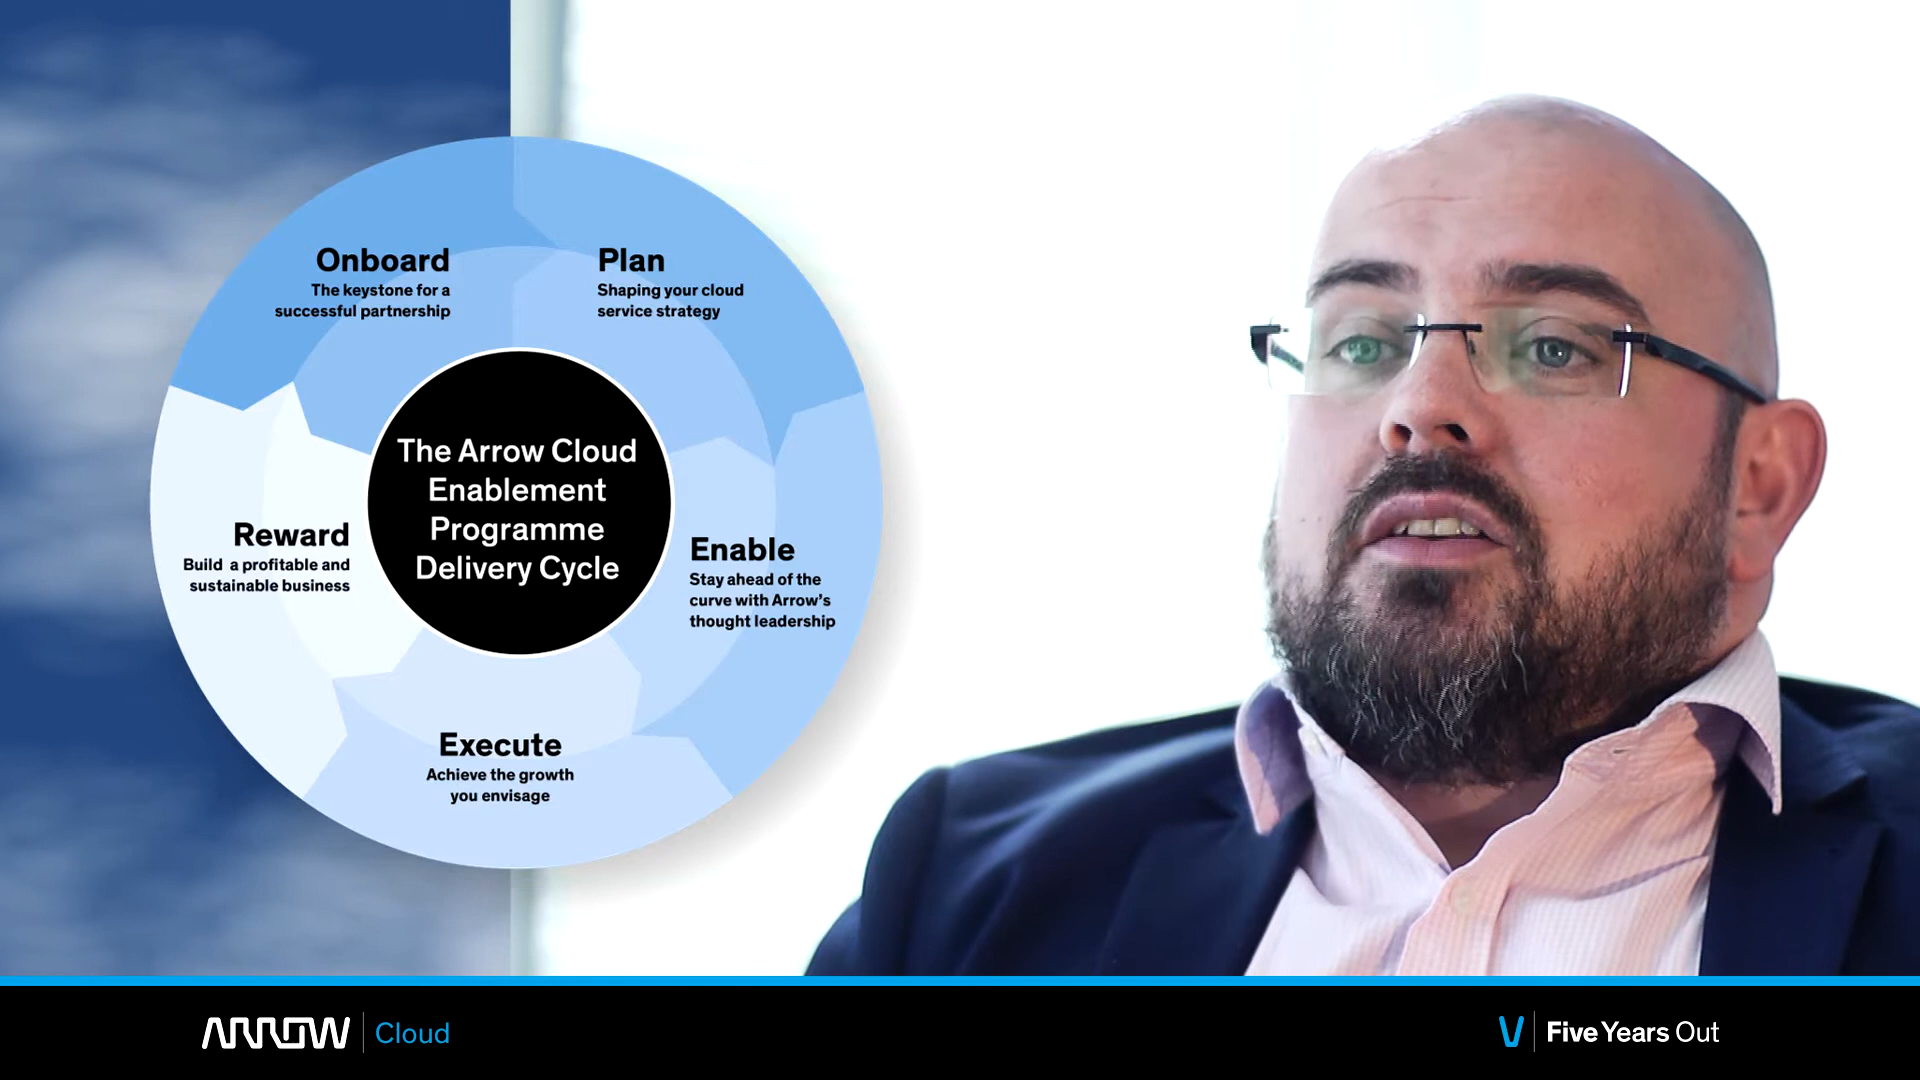 Onboard
The keystone for a
successful partnership
Plan
Shaping your cloud
service strategy
The Arrow Cloud
Enablement
Programme
Delivery Cycle
Reward
Build  a profitable and
sustainable business
Enable
Stay ahead of the
curve with Arrow's
thought leadership
Execute
Achieve the growth
you envisage
ARROW Cloud
Five Years Out